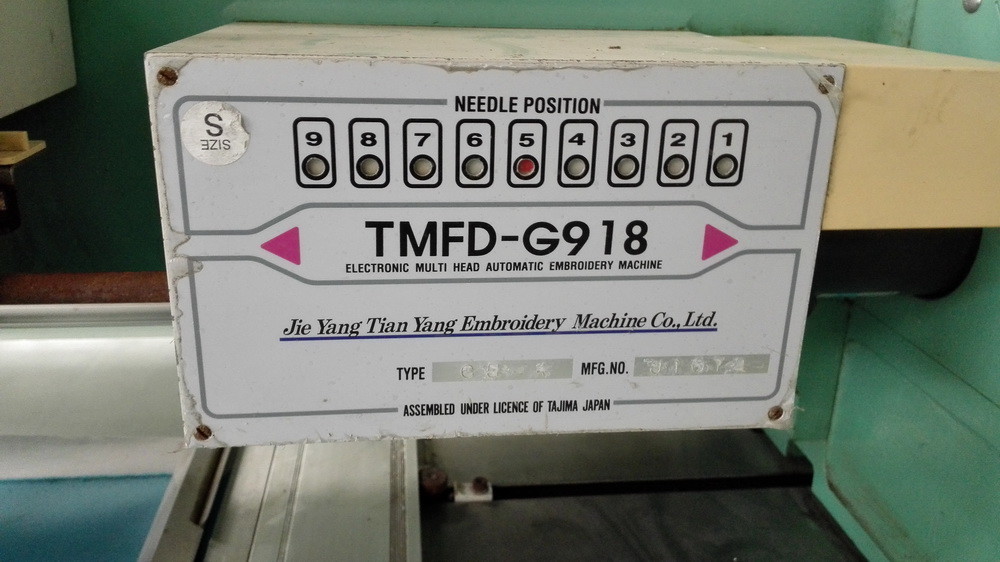 NEEDLE POSITION
S
SIZE
9 8 7 6 5 4 3 2 1
TMFD-G918
ELECTRONIC MULTI HEAD AUTOMATIC EMBROIDERY MACHINE
Jie Yang Tian Yang Embroidery Machine Co., Ltd.
TYPE MFG.NO.
ASSEMBLED UNDER LICENCE OF TAJIMA JAPAN